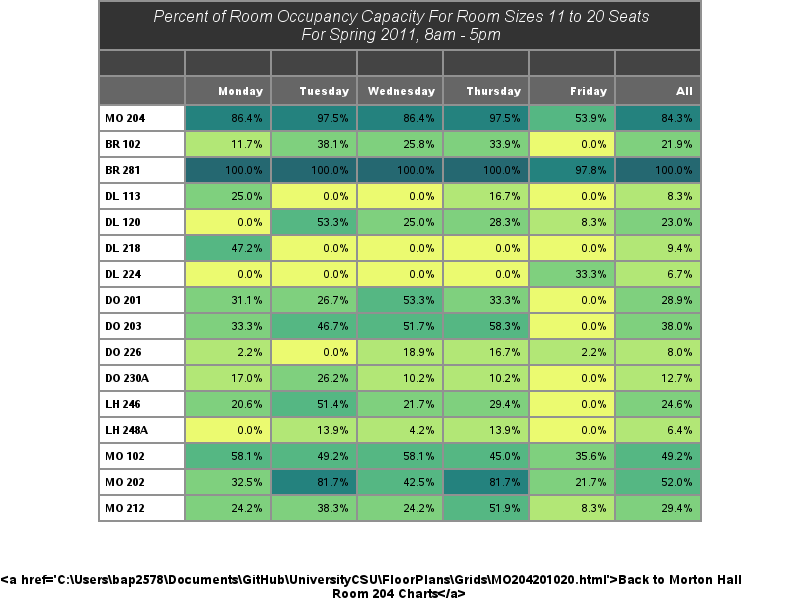 Percent of Room Occupancy Capacity For Room Sizes 11 to 20 Seats
For Spring 2011, 8am - 5pm
Monday Tuesday Wednesday Thursday Friday All
MO 204 86.4% 97.5% 86.4% 97.5% 53.9% 84.3%
BR 102 11.7% 38.1% 25.8% 33.9% 0.0% 21.9%
BR 281 100.0% 100.0% 100.0% 100.0% 97.8% 100.0%
DL 113 25.0% 0.0% 0.0% 16.7% 0.0% 8.3%
DL 120 0.0% 53.3% 25.0% 28.3% 8.3% 23.0%
DL 218 47.2% 0.0% 0.0% 0.0% 0.0% 9.4%
DL 224 0.0% 0.0% 0.0% 0.0% 33.3% 6.7%
DO 201 31.1% 26.7% 53.3% 33.3% 0.0% 28.9%
DO 203 33.3% 46.7% 51.7% 58.3% 0.0% 38.0%
DO 226 2.2% 0.0% 18.9% 16.7% 2.2% 8.0%
DO 230A 17.0% 26.2% 10.2% 10.2% 0.0% 12.7%
LH 246 20.6% 51.4% 21.7% 29.4% 0.0% 24.6%
LH 248A 0.0% 13.9% 4.2% 13.9% 0.0% 6.4%
MO 102 58.1% 49.2% 58.1% 45.0% 35.6% 49.2%
MO 202 32.5% 81.7% 42.5% 81.7% 21.7% 52.0%
MO 212 24.2% 38.3% 24.2% 51.9% 8.3% 29.4%
<a href='C:\Users\bap2578\Documents\GitHub\UniversityCSU\FloorPlans\Grids\MO204201020.html'>Back to Morton Hall
Room 204 Charts</a>